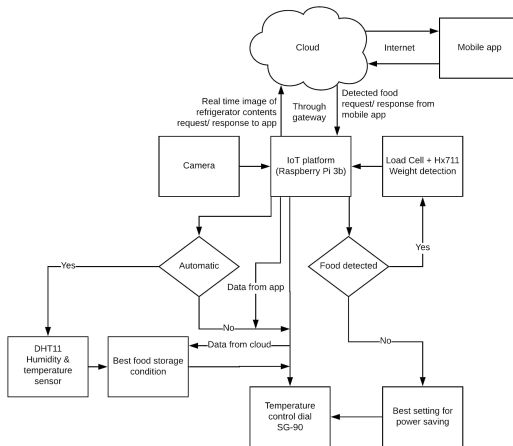 Cloud
Internet
Mobile app
Real time image of
refrigerator contents
request/ response to app
Through
gateway
Detected food
request/ response from
mobile app
Camera
IoT platform
(Raspberry Pi 3b)
Load Cell + Hx711
Weight detection
Yes
Automatic
Food detected
Yes
Data from app
No
Data from cloud
No
DHT11
Humidity &
temperature
sensor
Best food storage
condition
Temperature
control dial
SG-90
Best setting for
power saving